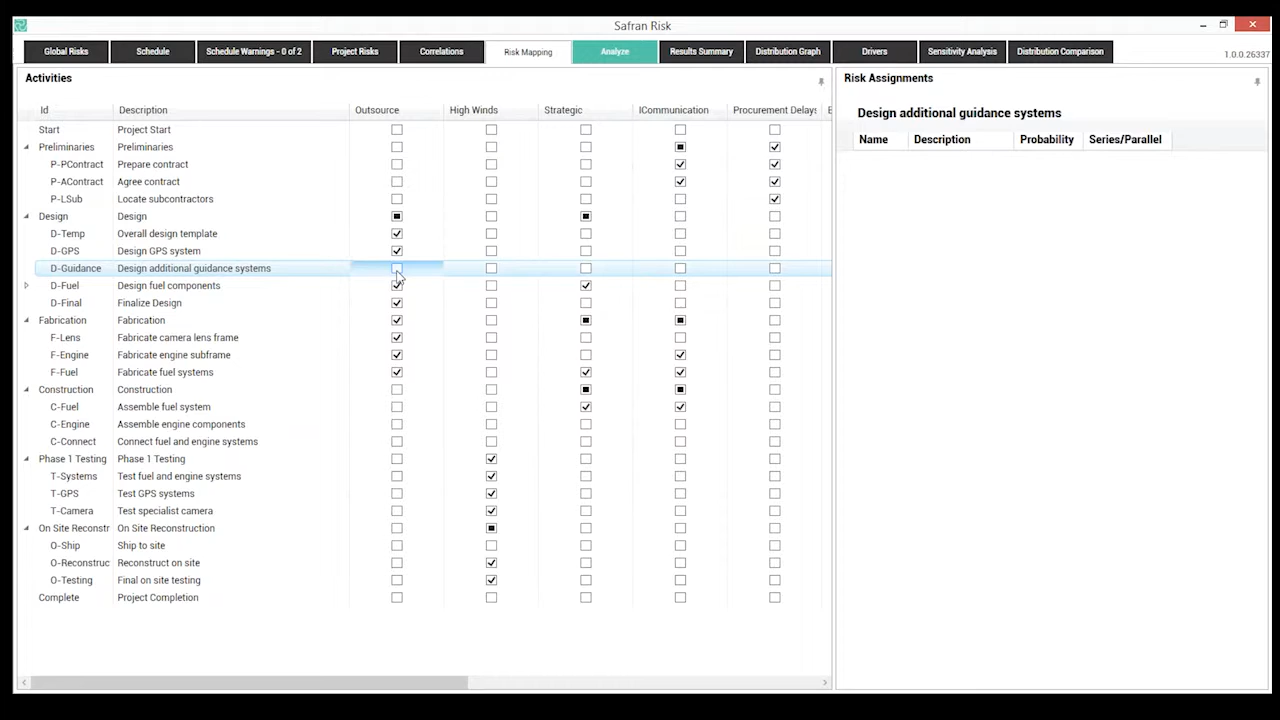 Safran Risk
Global Risks Schedule Schedule Warnings - 0 of 2 Project Risks Correlations Risk Mapping Analyze Results Summary Distribution Graph Drivers Sensitivity Analysis Distribution Comparison 1.0.0.26337
Activities
Id Description Outsource High Winds Strategic ICommunication Procurement Delays
Start Project Start
Preliminaries Preliminaries
P-PContract Prepare contract
P-AContract Agree contract
P-LSub Locate subcontractors
Design Design
D-Temp Overall design template
D-GPS Design GPS system
D-Guidance Design additional guidance systems
D-Fuel Design fuel components
D-Final Finalize Design
Fabrication Fabrication
F-Lens Fabricate camera lens frame
F-Engine Fabricate engine subframe
F-Fuel Fabricate fuel systems
Construction Construction
C-Fuel Assemble fuel system
C-Engine Assemble engine components
C-Connect Connect fuel and engine systems
Phase 1 Testing Phase 1 Testing
T-Systems Test fuel and engine systems
T-GPS Test GPS systems
T-Camera Test specialist camera
On Site Reconstr On Site Reconstruction
O-Ship Ship to site
O-Reconstruc Reconstruct on site
O-Testing Final on site testing
Complete Project Completion
Risk Assignments
Design additional guidance systems
Name Description Probability Series/Parallel